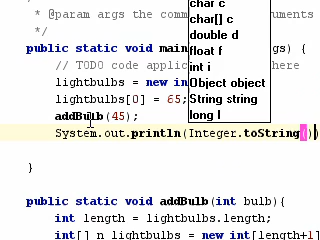 char c
* @param args the comm uments
char[] c
*/
double d
float f
public static void main gs) {
int i
// TODO code applic here
Object object
lightbulbs = new in
String string
lightbulbs[0] = 65;
long l
addBulb(45);
System.out.println(Integer.toString())
}
public static void addBulb(int bulb){
int length = lightbulbs.length;
int[] n lightbulbs = new int[length+1